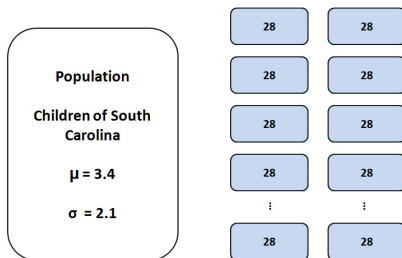 Population
Children of South
Carolina
μ = 3.4
σ = 2.1
28 28
28 28
28 28
28 28
⋮ ⋮
28 28